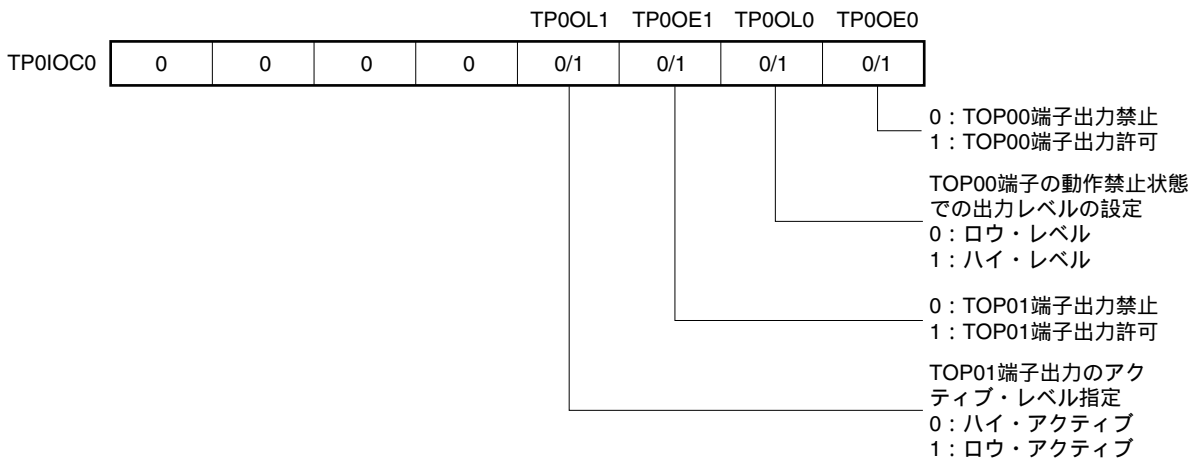 TP0OL1 TP0OE1 TP0OL0 TP0OE0
TP0IOC0 0 0 0 0 0/1 0/1 0/1 0/1
0：TOP00端子出力禁止
1：TOP00端子出力許可
TOP00端子の動作禁止状態
での出力レベルの設定
0：ロウ・レベル
1：ハイ・レベル
0：TOP01端子出力禁止
1：TOP01端子出力許可
TOP01端子出力のアク
ティブ・レベル指定
0：ハイ・アクティブ
1：ロウ・アクティブ